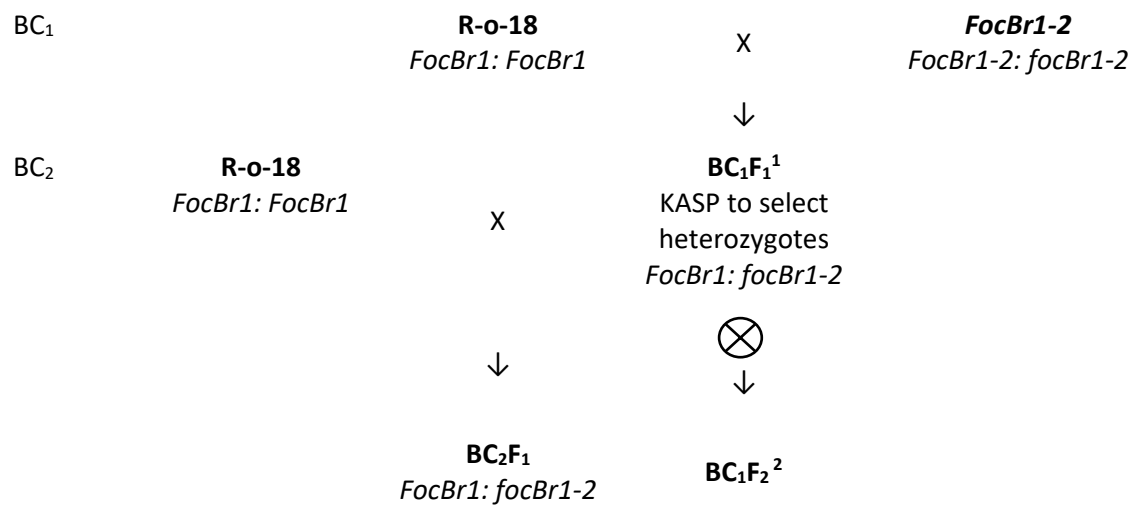 BC₁
R-o-18
X
FocBr1-2
FocBr1: FocBr1
FocBr1-2: focBr1-2
↓
BC₂
R-o-18
BC₁F₁¹
FocBr1: FocBr1
X
KASP to select
heterozygotes
FocBr1: focBr1-2
↓
↓
BC₂F₁
BC₁F₂ ²
FocBr1: focBr1-2